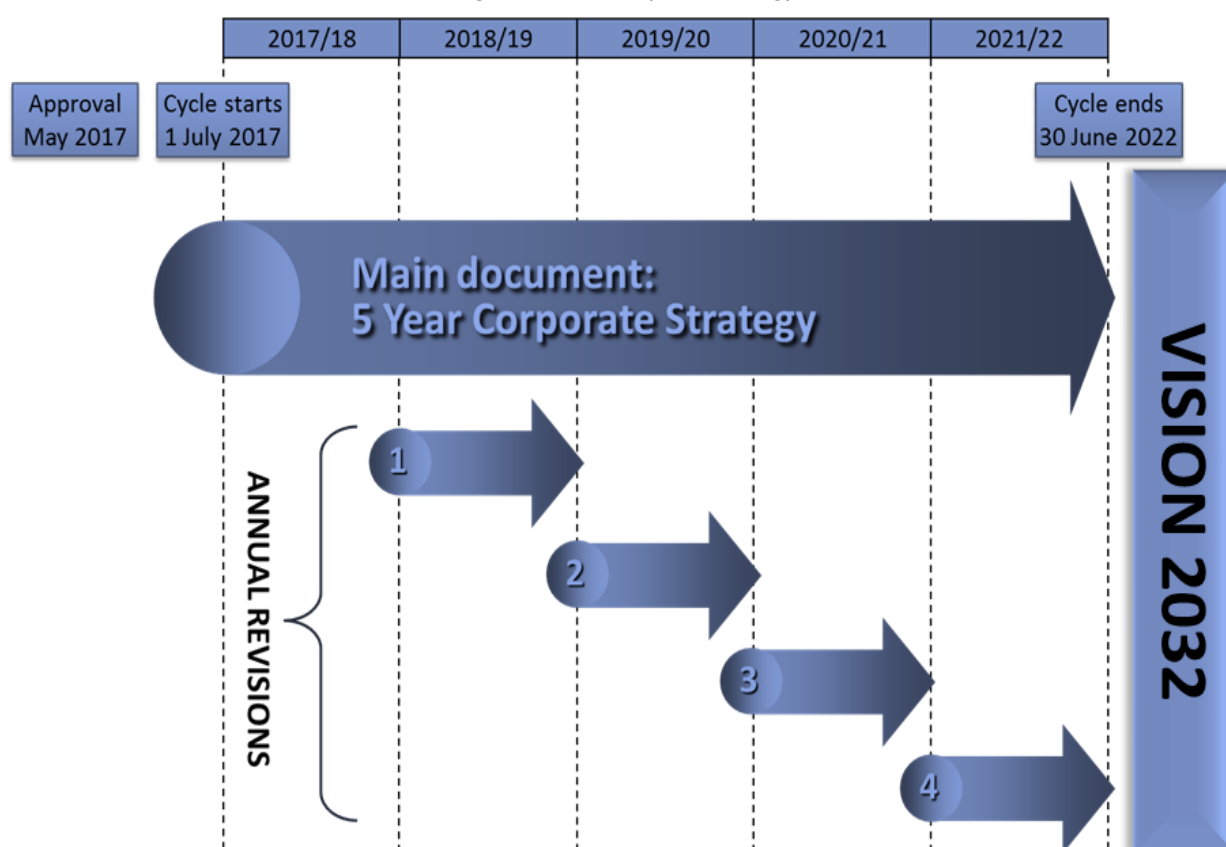 2017/18
2018/19
2019/20
2020/21
2021/22
Approval
May 2017
Cycle starts
1 July 2017
Cycle ends
30 June 2022
Main document:
5 Year Corporate Strategy
VISION 2032
ANNUAL REVISIONS
1
2
3
4